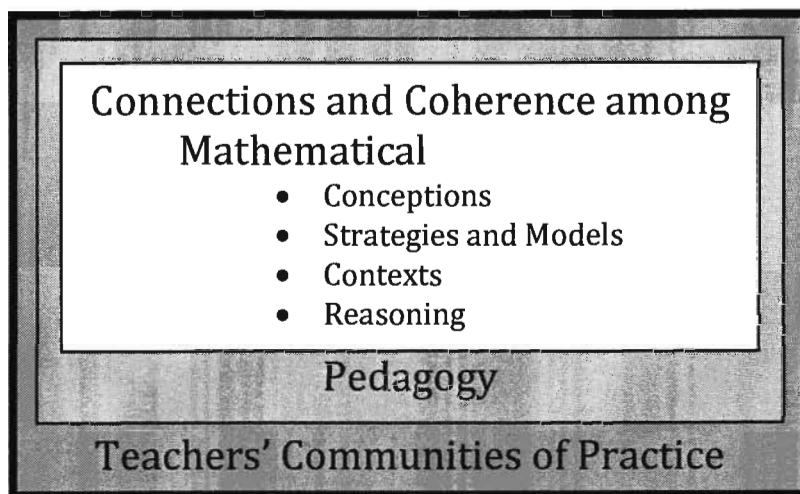 Connections and Coherence among
Mathematical
• Conceptions
• Strategies and Models
• Contexts
• Reasoning
Pedagogy
Teachers' Communities of Practice